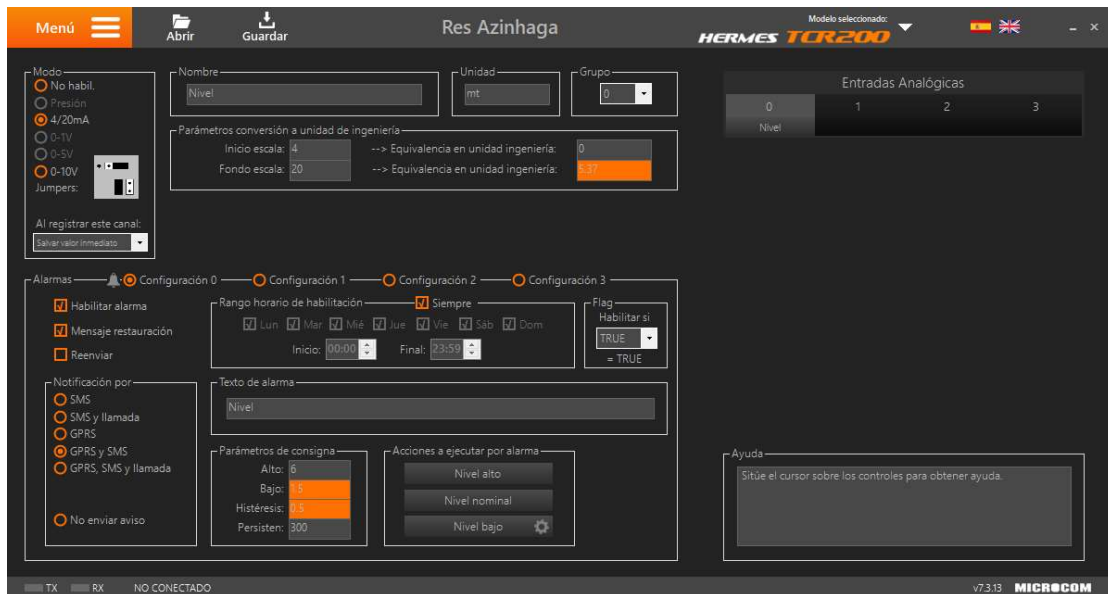 Menú
Abrir
Guardar
Res Azinhaga
Modelo seleccionado:
HERMES TCR200
Modo
No habil.
Presión
4/20mA
0-1V
0-5V
0-10V
Jumpers:
Al registrar este canal:
Salvar valor inmediato
Nombre
Nivel
Unidad
mt
Grupo
0
Parámetros conversión a unidad de ingeniería
Inicio escala: 4 --> Equivalencia en unidad ingeniería: 0
Fondo escala: 20 --> Equivalencia en unidad ingeniería: 5.37
Entradas Analógicas
0 1 2 3
Nivel
Alarmas Configuración 0 Configuración 1 Configuración 2 Configuración 3
Habilitar alarma
Mensaje restauración
Reenviar
Rango horario de habilitación Siempre
Lun Mar Mié Jue Vie Sáb Dom
Inicio: 00:00 Final: 23:59
Flag
Habilitar si
TRUE
= TRUE
Notificación por
SMS
SMS y llamada
GPRS
GPRS y SMS
GPRS, SMS y llamada
No enviar aviso
Texto de alarma
Nivel
Parámetros de consigna
Alto: 6
Bajo: 1.5
Histéresis: 0.5
Persisten: 300
Acciones a ejecutar por alarma
Nivel alto
Nivel nominal
Nivel bajo
Ayuda
Sitúe el cursor sobre los controles para obtener ayuda.
TX RX NO CONECTADO
v7.3.13 MICROCOM